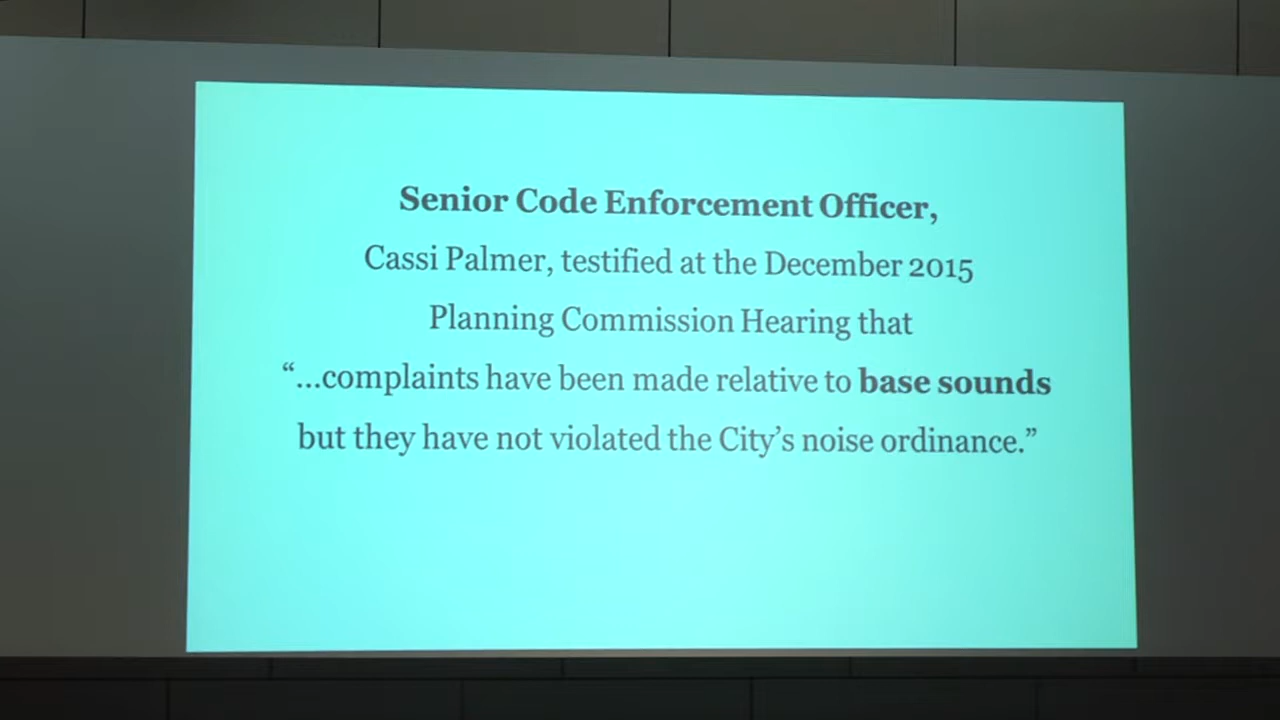 Senior Code Enforcement Officer,
Cassi Palmer, testified at the December 2015
Planning Commission Hearing that
“...complaints have been made relative to base sounds
but they have not violated the City’s noise ordinance.”